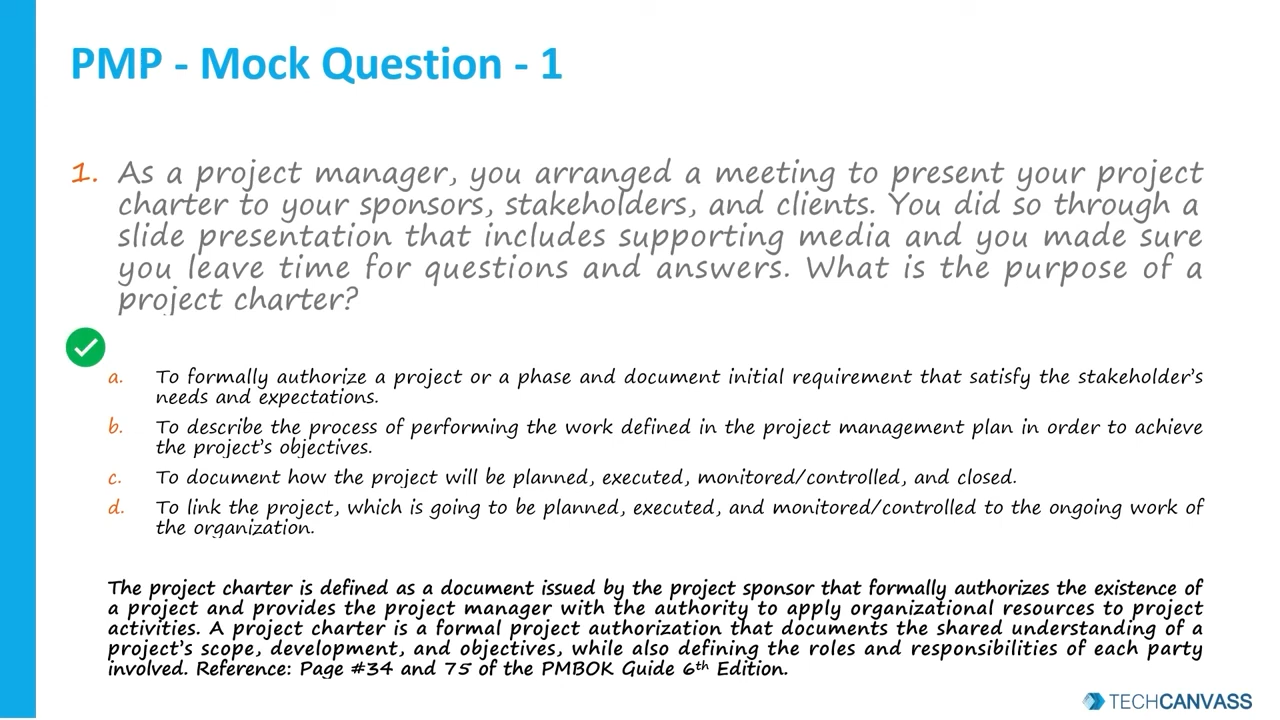 PMP - Mock Question - 1
1. As a project manager, you arranged a meeting to present your project
charter to your sponsors, stakeholders, and clients. You did so through a
slide presentation that includes supporting media and you made sure
you leave time for questions and answers. What is the purpose of a
project charter?
a. To formally authorize a project or a phase and document initial requirement that satisfy the stakeholder's
needs and expectations.
b. To describe the process of performing the work defined in the project management plan in order to achieve
the project's objectives.
c. To document how the project will be planned, executed, monitored/controlled, and closed.
d. To link the project, which is going to be planned, executed, and monitored/controlled to the ongoing work of
the organization.
The project charter is defined as a document issued by the project sponsor that formally authorizes the existence of
a project and provides the project manager with the authority to apply organizational resources to project
activities. A project charter is a formal project authorization that documents the shared understanding of a
project's scope, development, and objectives, while also defining the roles and responsibilities of each party
involved. Reference: Page #34 and 75 of the PMBOK Guide 6th Edition.
TECHCANVASS